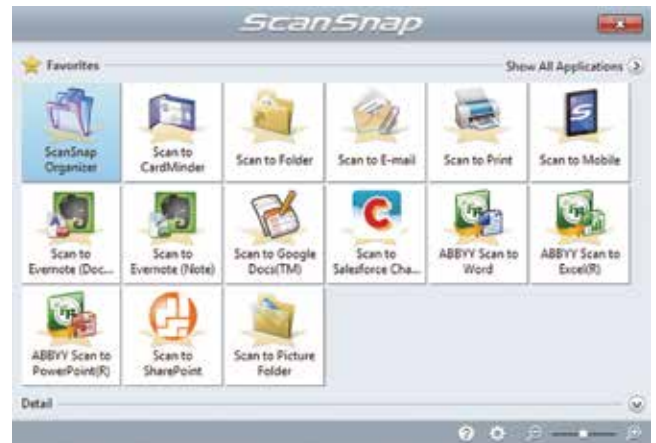 ScanSnap
Favorites
Show All Applications
ScanSnap
Organizer
Scan to
CardMinder
Scan to Folder
Scan to E-mail
Scan to Print
Scan to Mobile
Scan to
Evernote (Doc...
Scan to
Evernote (Note)
Scan to Google
Docs(TM)
Scan to
Salesforce Cha...
ABBYY Scan to
Word
ABBYY Scan to
Excel(R)
ABBYY Scan to
PowerPoint(R)
Scan to
SharePoint
Scan to Picture
Folder
Detail